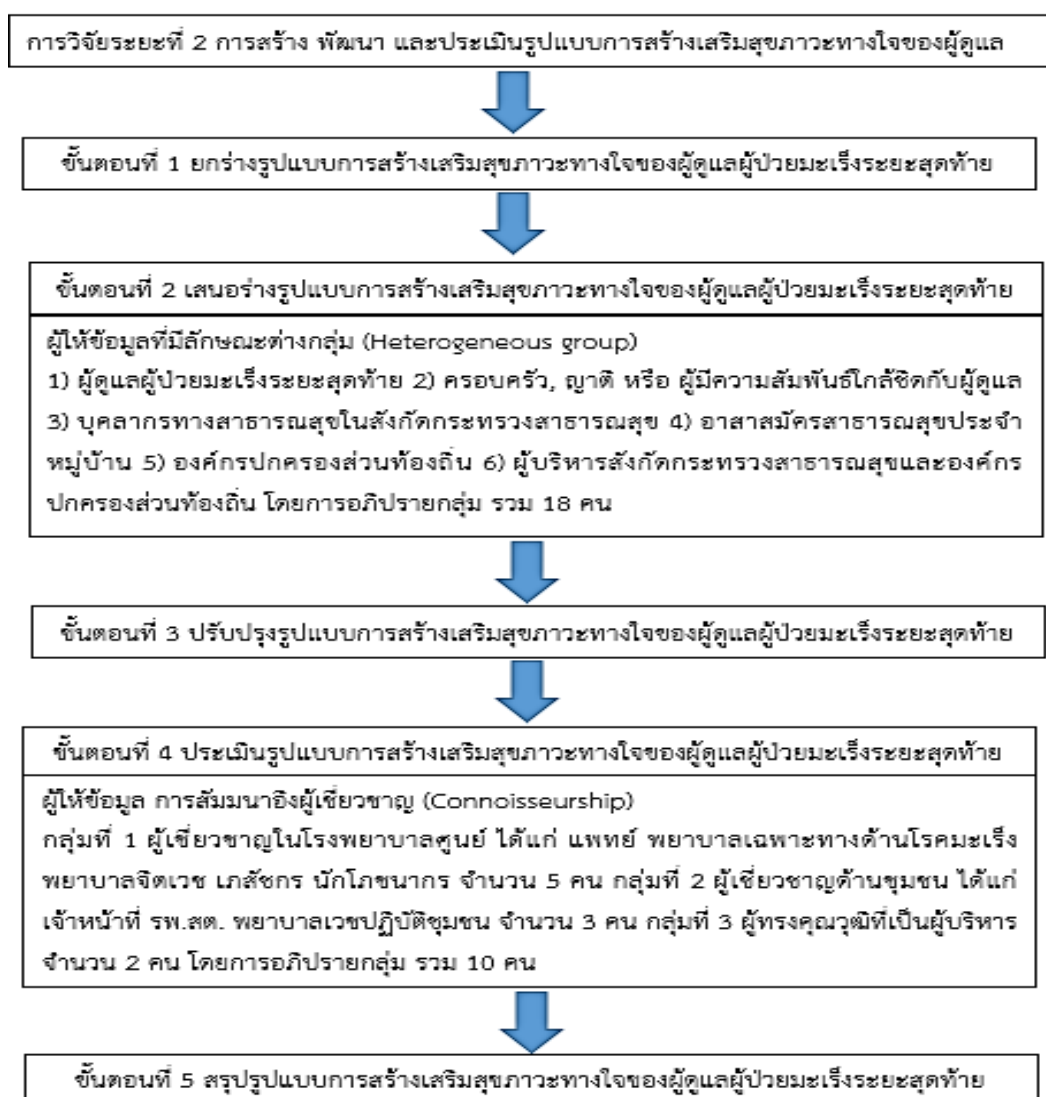 การวิจัยระยะที่ 2 การสร้าง พัฒนา และประเมินรูปแบบการสร้างเสริมสุขภาวะทางใจของผู้ดูแล
ขั้นตอนที่ 1 ยกร่างรูปแบบการสร้างเสริมสุขภาวะทางใจของผู้ดูแลผู้ป่วยมะเร็งระยะสุดท้าย
ขั้นตอนที่ 2 เสนอร่างรูปแบบการสร้างเสริมสุขภาวะทางใจของผู้ดูแลผู้ป่วยมะเร็งระยะสุดท้าย
ผู้ให้ข้อมูลที่มีลักษณะต่างกลุ่ม (Heterogeneous group)
1) ผู้ดูแลผู้ป่วยมะเร็งระยะสุดท้าย 2) ครอบครัว, ญาติ หรือ ผู้มีความสัมพันธ์ใกล้ชิดกับผู้ดูแล
3) บุคลากรทางสาธารณสุขในสังกัดกระทรวงสาธารณสุข 4) อาสาสมัครสาธารณสุขประจำ
หมู่บ้าน 5) องค์กรปกครองส่วนท้องถิ่น 6) ผู้บริหารสังกัดกระทรวงสาธารณสุขและองค์กร
ปกครองส่วนท้องถิ่น โดยการอภิปรายกลุ่ม รวม 18 คน
ขั้นตอนที่ 3 ปรับปรุงรูปแบบการสร้างเสริมสุขภาวะทางใจของผู้ดูแลผู้ป่วยมะเร็งระยะสุดท้าย
ขั้นตอนที่ 4 ประเมินรูปแบบการสร้างเสริมสุขภาวะทางใจของผู้ดูแลผู้ป่วยมะเร็งระยะสุดท้าย
ผู้ให้ข้อมูล การสัมมนาอิงผู้เชี่ยวชาญ (Connoisseurship)
กลุ่มที่ 1 ผู้เชี่ยวชาญในโรงพยาบาลศูนย์ ได้แก่ แพทย์ พยาบาลเฉพาะทางด้านโรคมะเร็ง
พยาบาลจิตเวช เภสัชกร นักโภชนากร จำนวน 5 คน กลุ่มที่ 2 ผู้เชี่ยวชาญด้านชุมชน ได้แก่
เจ้าหน้าที่ รพ.สต. พยาบาลเวชปฏิบัติชุมชน จำนวน 3 คน กลุ่มที่ 3 ผู้ทรงคุณวุฒิที่เป็นผู้บริหาร
จำนวน 2 คน โดยการอภิปรายกลุ่ม รวม 10 คน
ขั้นตอนที่ 5 สรุปรูปแบบการสร้างเสริมสุขภาวะทางใจของผู้ดูแลผู้ป่วยมะเร็งระยะสุดท้าย